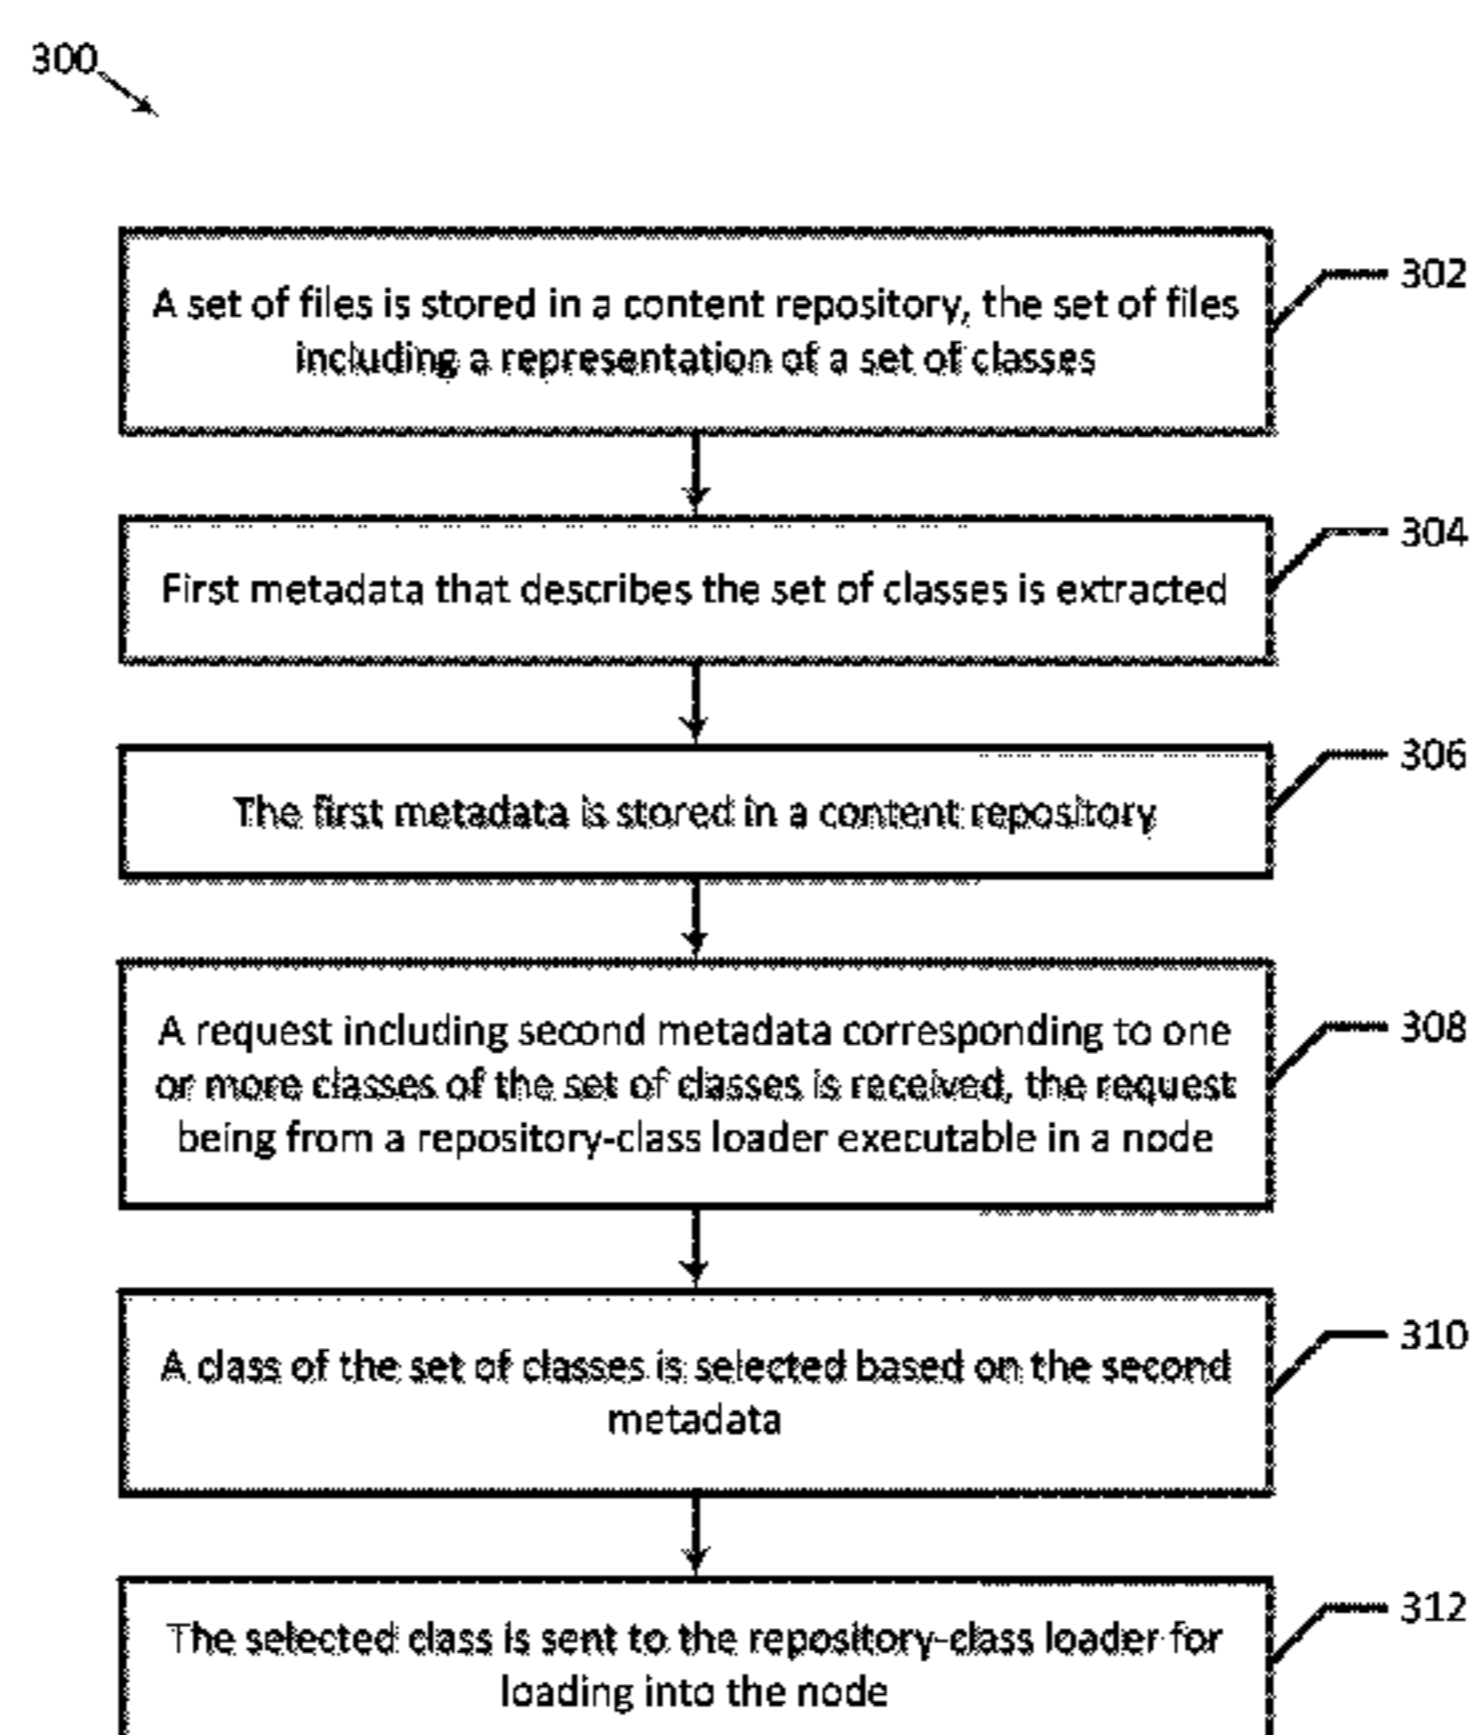 300
A set of files is stored in a content repository, the set of files
including a representation of a set of classes
302
First metadata that describes the set of classes is extracted
304
The first metadata is stored in a content repository
306
A request including second metadata corresponding to one
or more classes of the set of classes is received, the request
being from a repository-class loader executable in a node
308
A class of the set of classes is selected based on the second
metadata
310
The selected class is sent to the repository-class loader for
loading into the node
312